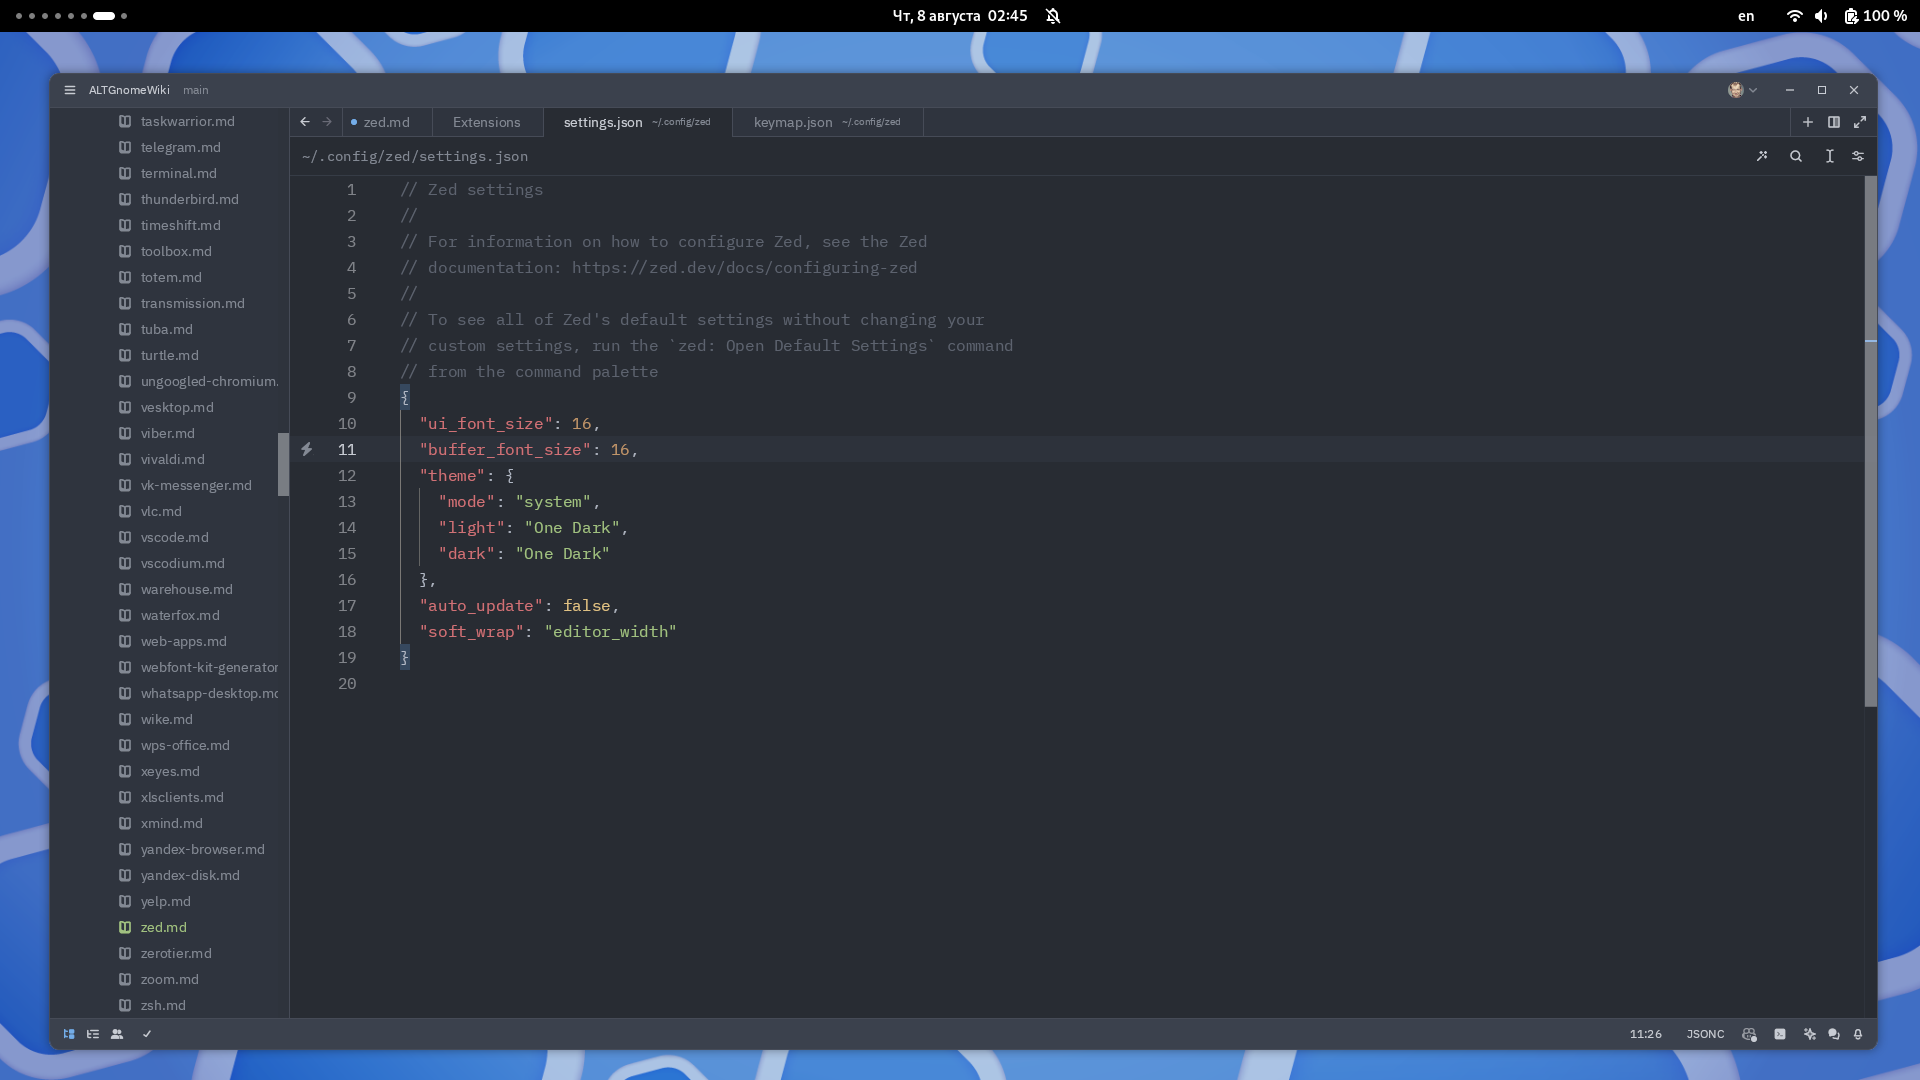 Чт, 8 августа 02:45
en
100 %
ALTGnomeWiki main
taskwarrior.md
telegram.md
terminal.md
thunderbird.md
timeshift.md
toolbox.md
totem.md
transmission.md
tuba.md
turtle.md
ungoogled-chromium.
vesktop.md
viber.md
vivaldi.md
vk-messenger.md
vlc.md
vscode.md
vscodium.md
warehouse.md
waterfox.md
web-apps.md
webfont-kit-generator
whatsapp-desktop.mc
wike.md
wps-office.md
xeyes.md
xlsclients.md
xmind.md
yandex-browser.md
yandex-disk.md
yelp.md
zed.md
zerotier.md
zoom.md
zsh.md
zed.md
Extensions
settings.json ~/.config/zed
keymap.json ~/.config/zed
~/.config/zed/settings.json
1 // Zed settings
2 //
3 // For information on how to configure Zed, see the Zed
4 // documentation: https://zed.dev/docs/configuring-zed
5 //
6 // To see all of Zed's default settings without changing your
7 // custom settings, run the `zed: Open Default Settings` command
8 // from the command palette
9 {
10 "ui_font_size": 16,
11 "buffer_font_size": 16,
12 "theme": {
13 "mode": "system",
14 "light": "One Dark",
15 "dark": "One Dark"
16 },
17 "auto_update": false,
18 "soft_wrap": "editor_width"
19 }
20
11:26
JSONC